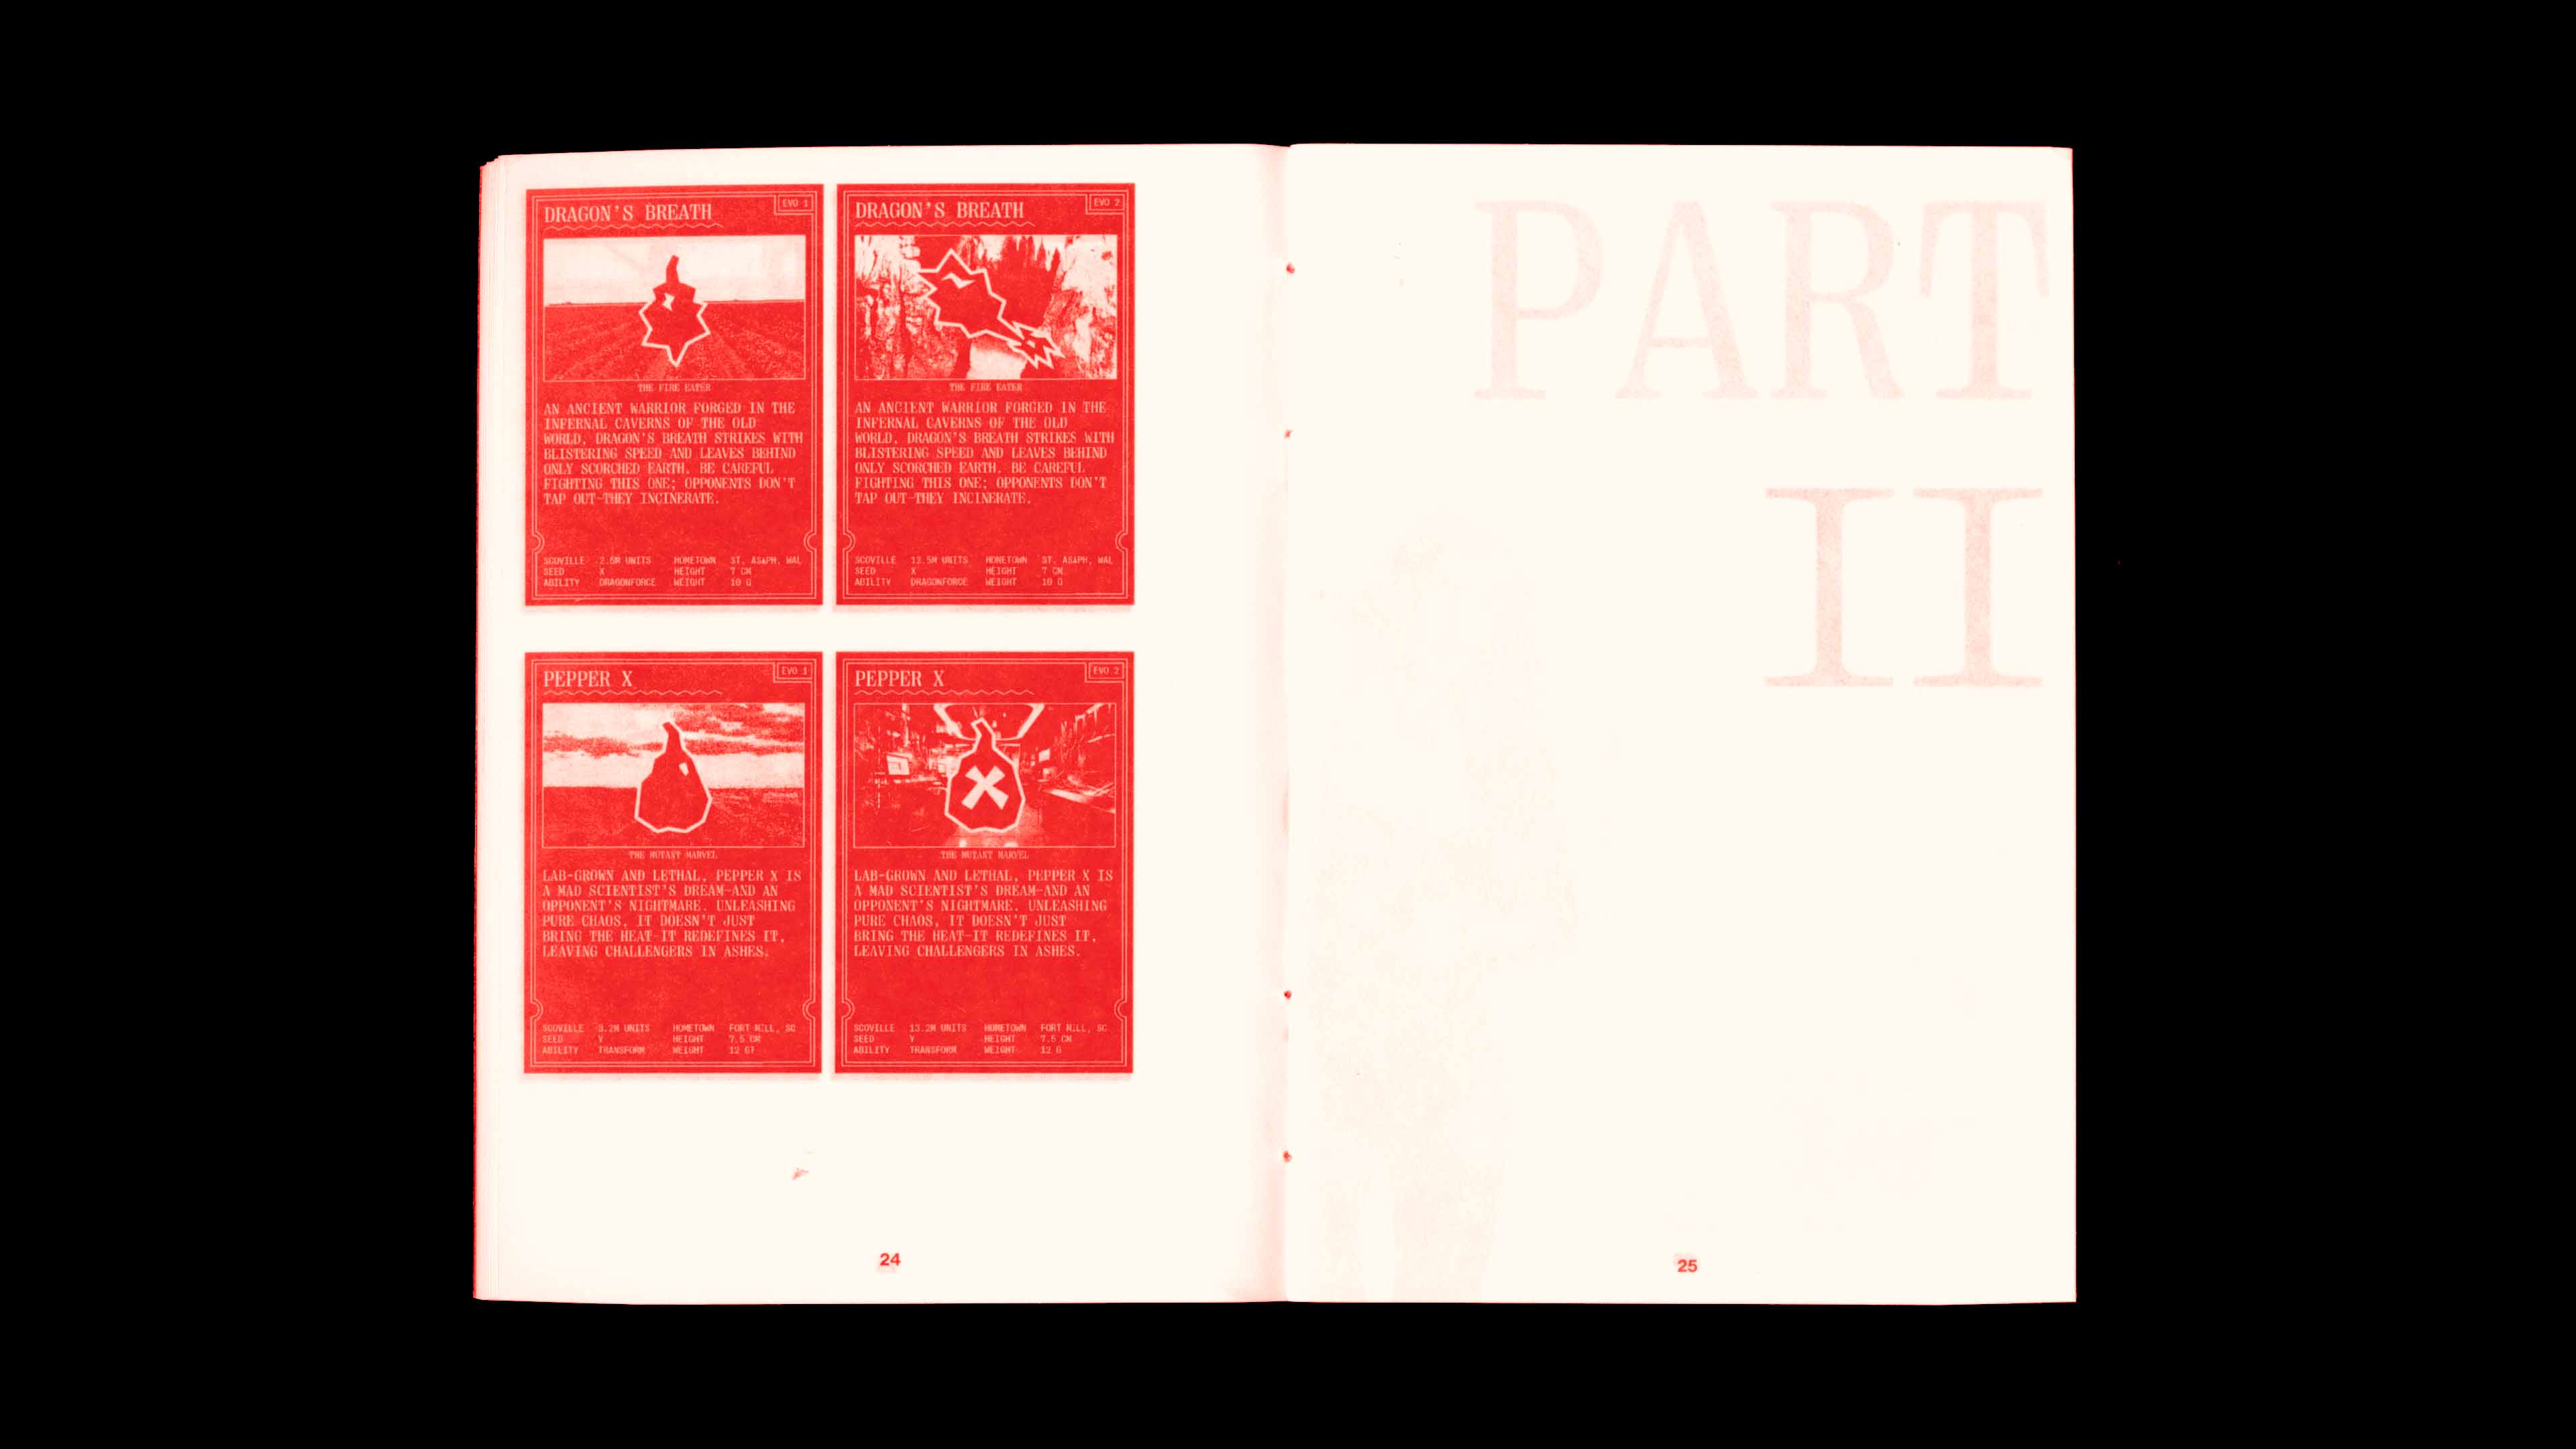 DRAGON'S BREATH
EVO 1
THE FIRE EATER
AN ANCIENT WARRIOR FORGED IN THE
INFERNAL CAVERNS OF THE OLD
WORLD, DRAGON'S BREATH STRIKES WITH
BLISTERING SPEED AND LEAVES BEHIND
ONLY SCORCHED EARTH. BE CAREFUL
FIGHTING THIS ONE; OPPONENTS DON'T
TAP OUT—THEY INCINERATE.
SCOVILLE 2.5M UNITS HOMETOWN ST. ASAPH, WAL
SEED X HEIGHT 7 CM
ABILITY DRAGONFORCE WEIGHT 10 G
DRAGON'S BREATH
EVO 2
THE FIRE EATER
AN ANCIENT WARRIOR FORGED IN THE
INFERNAL CAVERNS OF THE OLD
WORLD, DRAGON'S BREATH STRIKES WITH
BLISTERING SPEED AND LEAVES BEHIND
ONLY SCORCHED EARTH. BE CAREFUL
FIGHTING THIS ONE; OPPONENTS DON'T
TAP OUT—THEY INCINERATE.
SCOVILLE 12.5M UNITS HOMETOWN ST. ASAPH, WAL
SEED X HEIGHT 7 CM
ABILITY DRAGONFORCE WEIGHT 10 G
PEPPER X
EVO 1
THE MUTANT MARVEL
LAB-GROWN AND LETHAL, PEPPER X IS
A MAD SCIENTIST'S DREAM—AND AN
OPPONENT'S NIGHTMARE. UNLEASHING
PURE CHAOS, IT DOESN'T JUST
BRING THE HEAT—IT REDEFINES IT,
LEAVING CHALLENGERS IN ASHES.
SCOVILLE 3.2M UNITS HOMETOWN FORT MILL, SC
SEED Y HEIGHT 7.5 CM
ABILITY TRANSFORM WEIGHT 12
PEPPER X
EVO 2
THE MUTANT MARVEL
LAB-GROWN AND LETHAL, PEPPER X IS
A MAD SCIENTIST'S DREAM—AND AN
OPPONENT'S NIGHTMARE. UNLEASHING
PURE CHAOS, IT DOESN'T JUST
BRING THE HEAT—IT REDEFINES IT,
LEAVING CHALLENGERS IN ASHES.
SCOVILLE 13.2M UNITS HOMETOWN FORT MILL, SC
SEED Y HEIGHT 7.5 CM
ABILITY TRANSFORM WEIGHT 12 G
24
PART
II
25